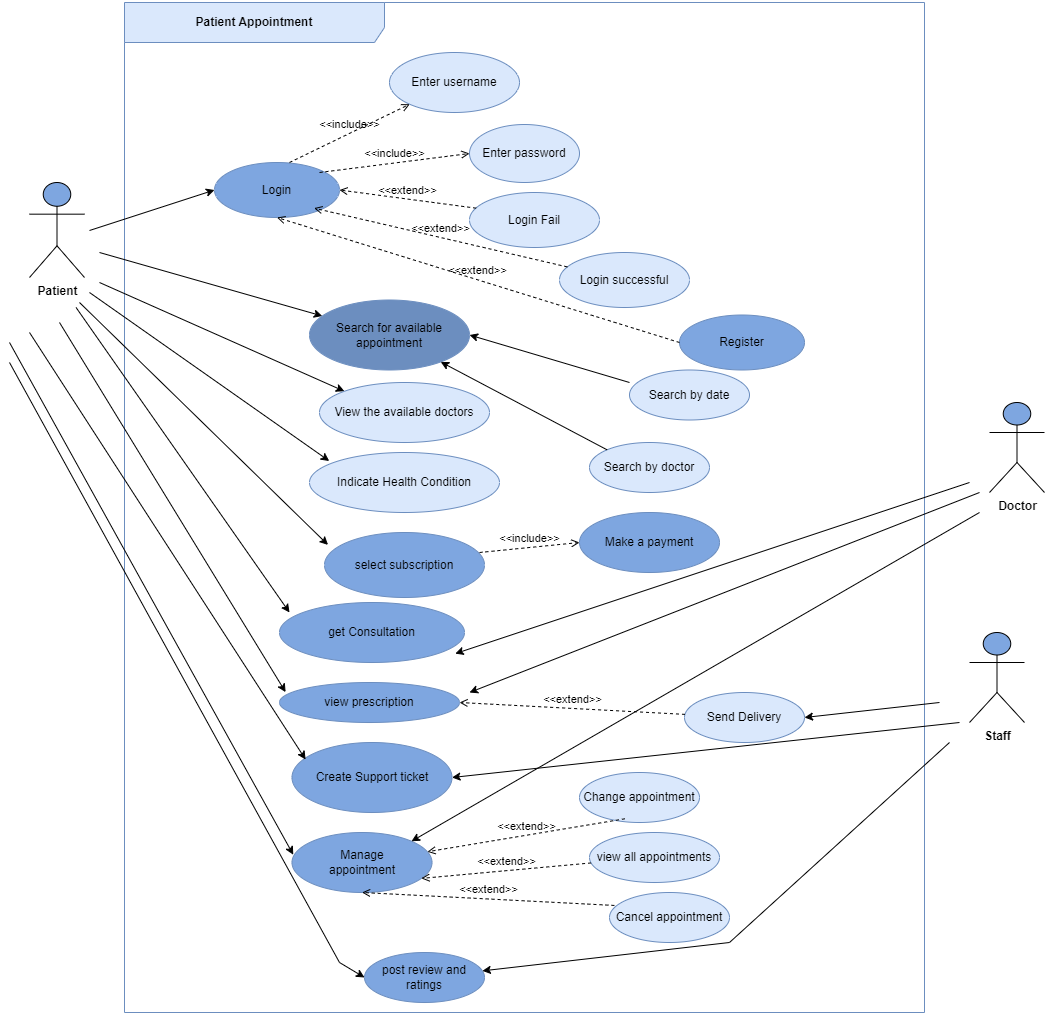 Patient Appointment
Enter username
<<include>>
<<include>>
Enter password
Login
<<extend>>
Login Fail
<<extend>>
<<extend>>
Login successful
Patient
Search for available
appointment
Register
Search by date
View the available doctors
Search by doctor
Indicate Health Condition
Doctor
<<include>>
Make a payment
select subscription
get Consultation
view prescription
<<extend>>
Send Delivery
Staff
Create Support ticket
Change appointment
<<extend>>
Manage
appointment
<<extend>>
view all appointments
<<extend>>
Cancel appointment
post review and
ratings